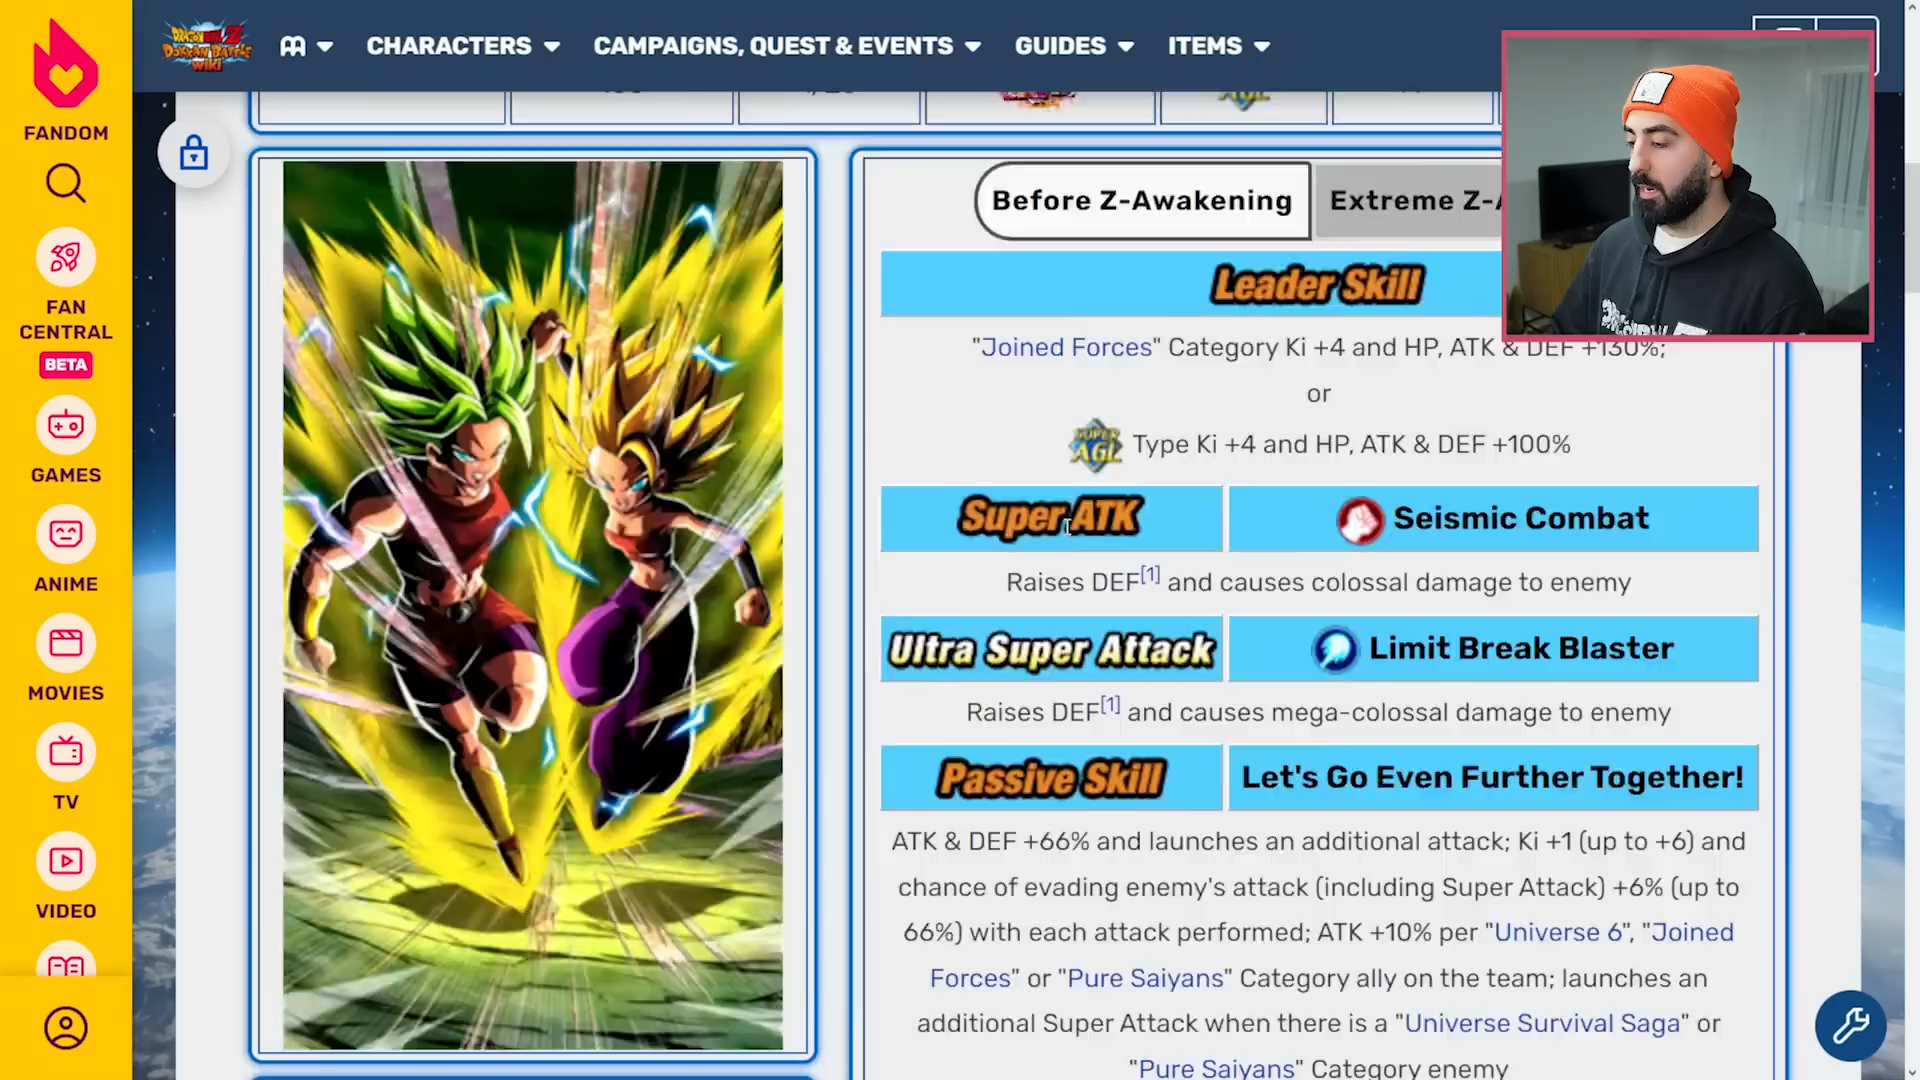 DRAGON BALL Z
DOKKAN BATTLE
WIKI
CHARACTERS
CAMPAIGNS, QUEST & EVENTS
GUIDES
ITEMS
FANDOM
FAN
CENTRAL
BETA
GAMES
ANIME
MOVIES
TV
VIDEO
Before Z-Awakening
Extreme Z-
Leader Skill
"Joined Forces" Category Ki +4 and HP, ATK & DEF +130%;
or
SUPER AGL Type Ki +4 and HP, ATK & DEF +100%
Super ATK
Seismic Combat
Raises DEF[1] and causes colossal damage to enemy
Ultra Super Attack
Limit Break Blaster
Raises DEF[1] and causes mega-colossal damage to enemy
Passive Skill
Let's Go Even Further Together!
ATK & DEF +66% and launches an additional attack; Ki +1 (up to +6) and
chance of evading enemy's attack (including Super Attack) +6% (up to
66%) with each attack performed; ATK +10% per "Universe 6", "Joined
Forces" or "Pure Saiyans" Category ally on the team; launches an
additional Super Attack when there is a "Universe Survival Saga" or
"Pure Saiyans" Category enemy